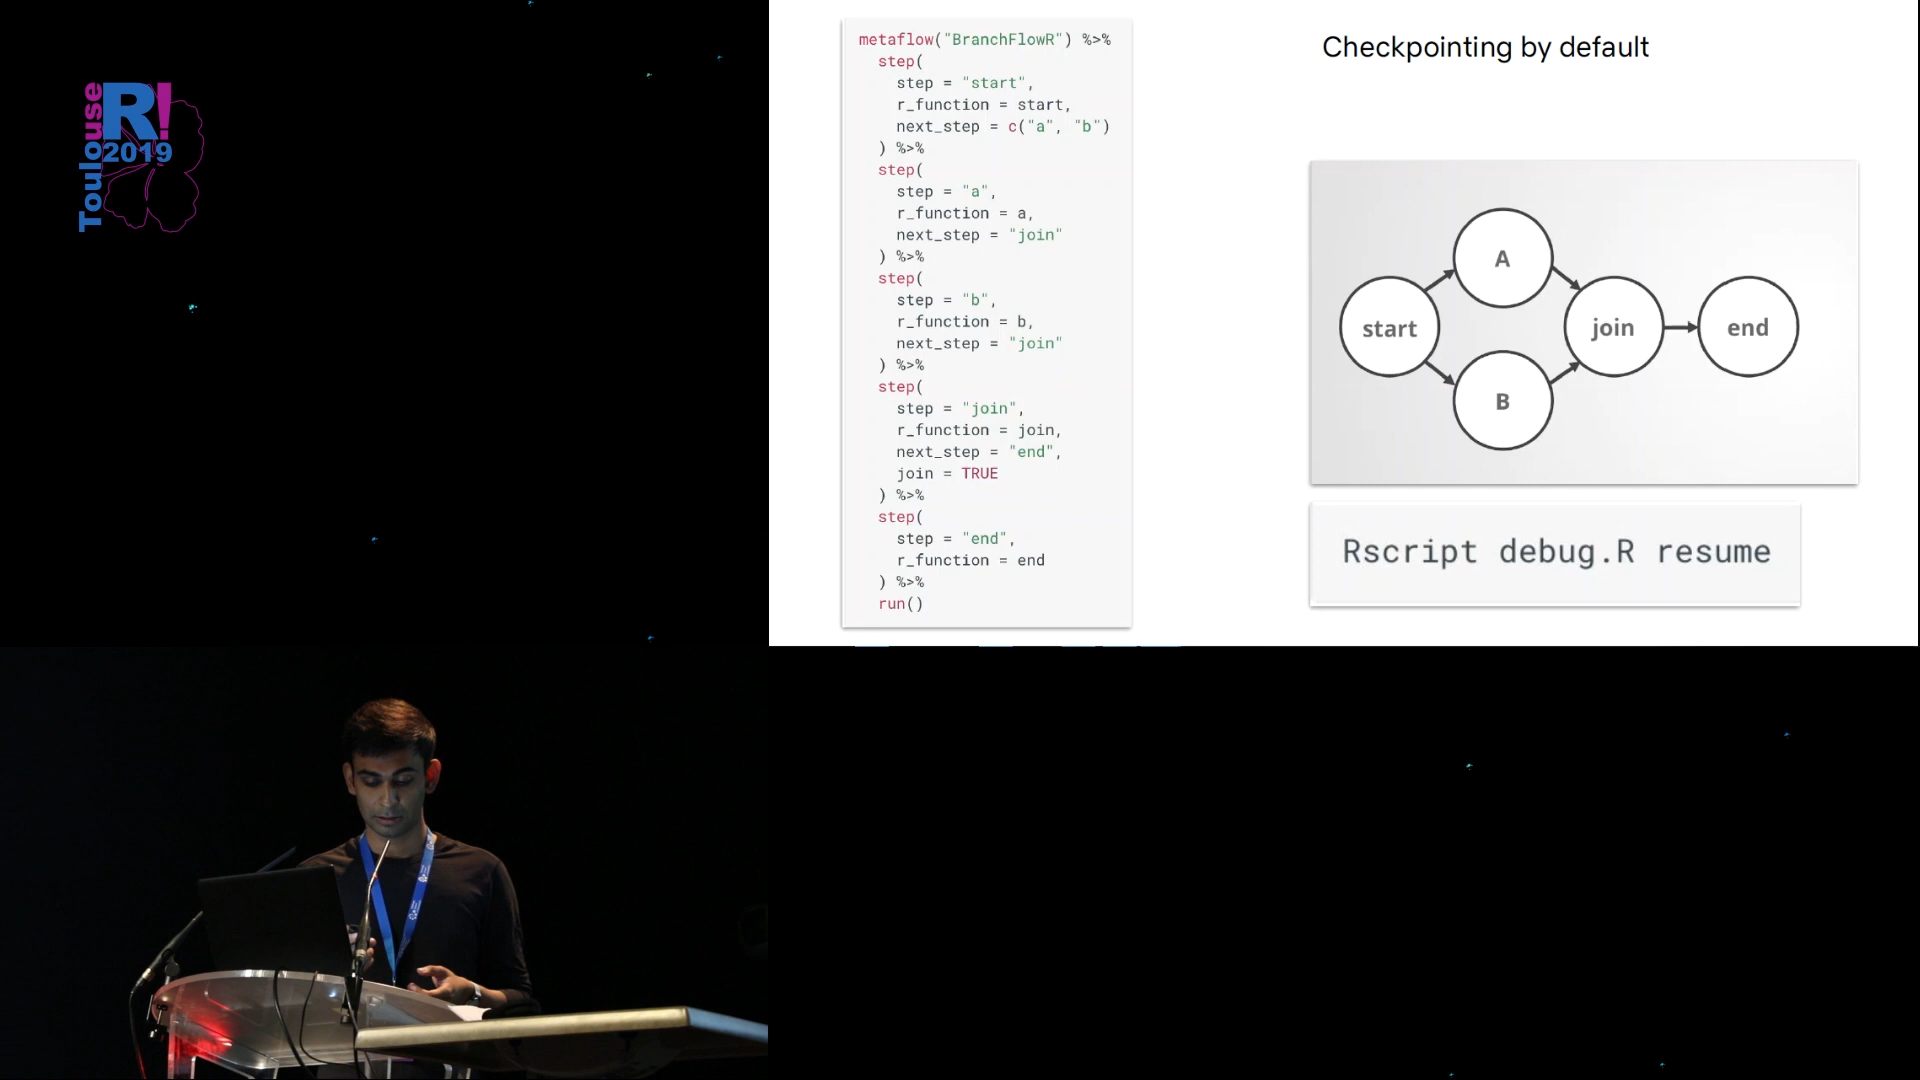 Toulouse
R!
2019
metaflow("BranchFlowR") %>%
step(
step = "start",
r_function = start,
next_step = c("a", "b")
) %>%
step(
step = "a",
r_function = a,
next_step = "join"
) %>%
step(
step = "b",
r_function = b,
next_step = "join"
) %>%
step(
step = "join",
r_function = join,
next_step = "end",
join = TRUE
) %>%
step(
step = "end",
r_function = end
) %>%
run()
Checkpointing by default
A
start
join
end
B
Rscript debug.R resume